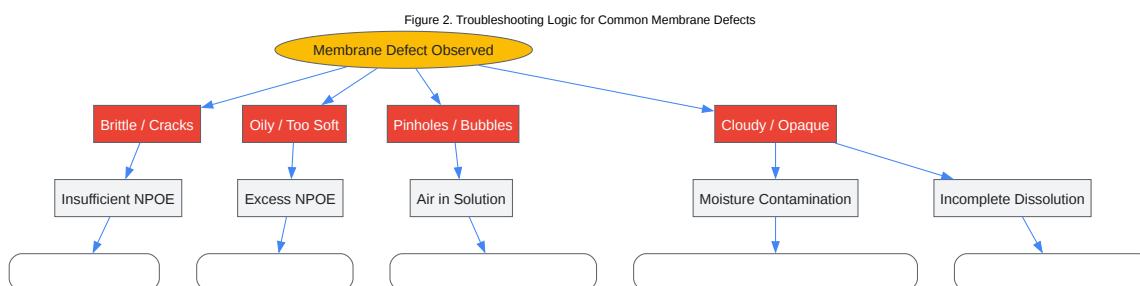 Figure 2. Troubleshooting Logic for Common Membrane Defects
Membrane Defect Observed
Brittle / Cracks
Oily / Too Soft
Pinholes / Bubbles
Cloudy / Opaque
Insufficient NPOE
Excess NPOE
Air in Solution
Moisture Contamination
Incomplete Dissolution